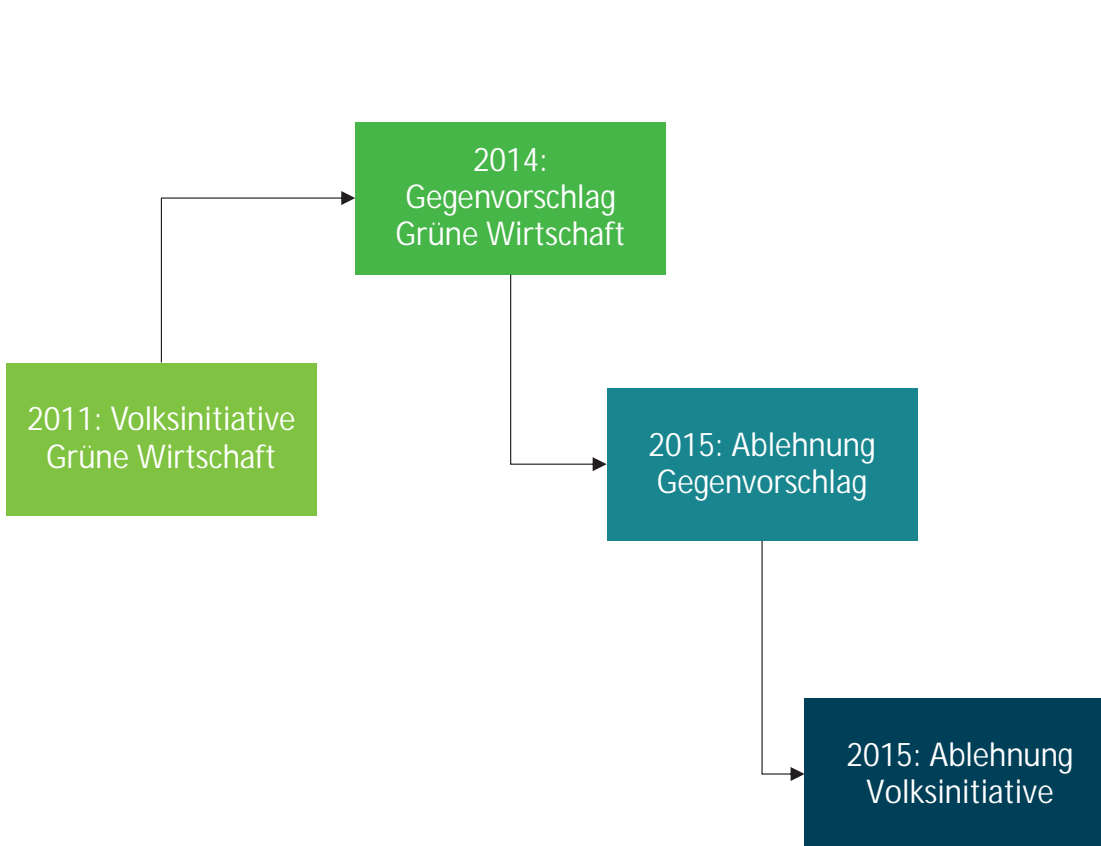 2014:
Gegenvorschlag
Grüne Wirtschaft
2011: Volksinitiative
Grüne Wirtschaft
2015: Ablehnung
Gegenvorschlag
2015: Ablehnung
Volksinitiative